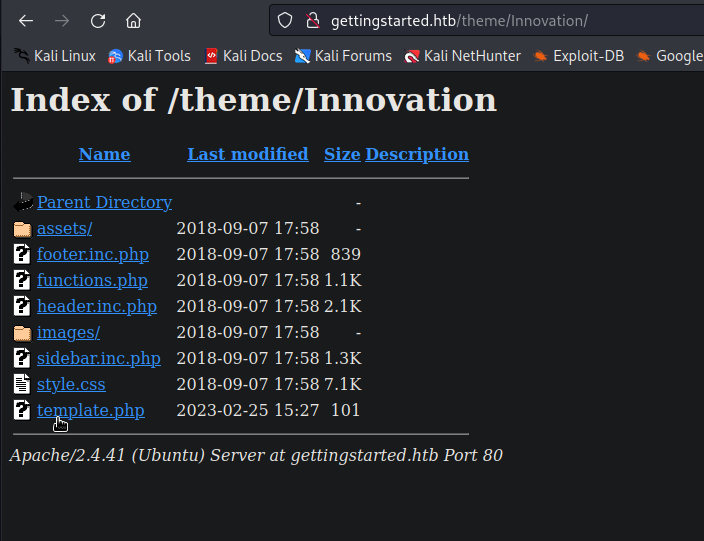 gettingstarted.htb/theme/Innovation/
Kali Linux Kali Tools Kali Docs Kali Forums Kali NetHunter Exploit-DB Google
Index of /theme/Innovation
Name Last modified Size Description
Parent Directory -
assets/ 2018-09-07 17:58 -
footer.inc.php 2018-09-07 17:58 839
functions.php 2018-09-07 17:58 1.1K
header.inc.php 2018-09-07 17:58 2.1K
images/ 2018-09-07 17:58 -
sidebar.inc.php 2018-09-07 17:58 1.3K
style.css 2018-09-07 17:58 7.1K
template.php 2023-02-25 15:27 101
Apache/2.4.41 (Ubuntu) Server at gettingstarted.htb Port 80